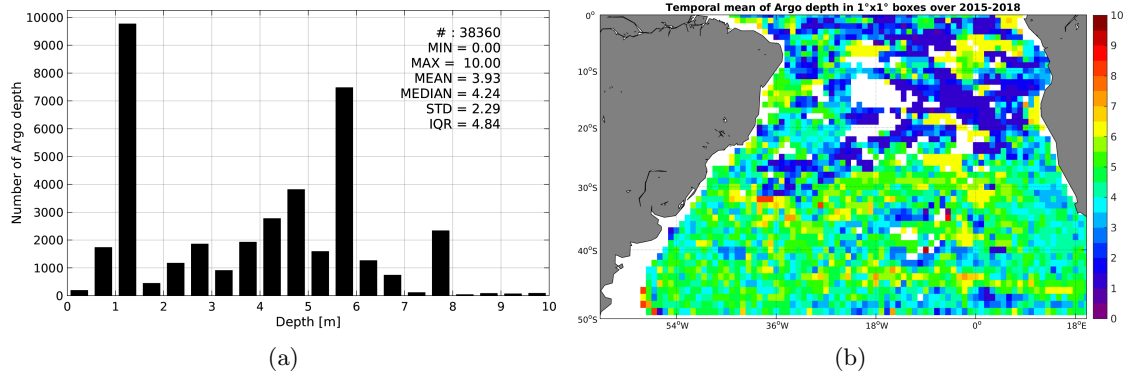 10000
9000
8000
7000
6000
5000
4000
3000
2000
1000
0
Number of Argo depth
# : 38360
MIN = 0.00
MAX = 10.00
MEAN = 3.93
MEDIAN = 4.24
STD = 2.29
IQR = 4.84
0 1 2 3 4 5 6 7 8 9 10
Depth [m]
(a)
Temporal mean of Argo depth in 1°x1° boxes over 2015-2018
0°
10°S
20°S
30°S
40°S
50°S
54°W 36°W 18°W 0° 18°E
10
9
8
7
6
5
4
3
2
1
0
(b)